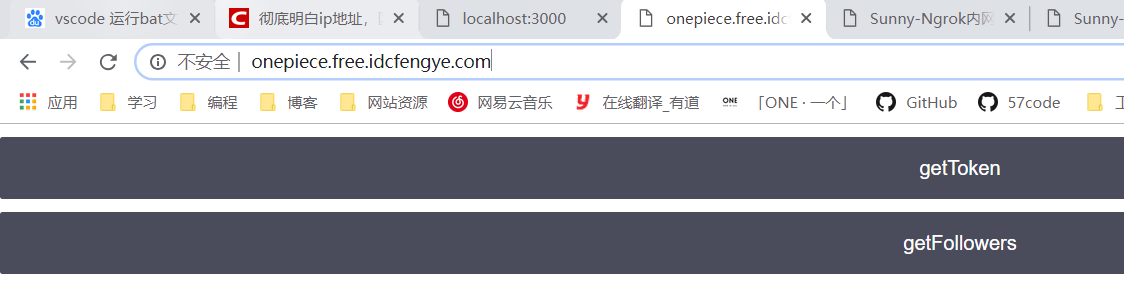 vscode 运行bat文
彻底明白ip地址，
localhost:3000
onepiece.free.idc
Sunny-Ngrok内网
Sunny-
不安全 | onepiece.free.idcfengye.com
应用 学习 编程 博客 网站资源 网易云音乐 y 在线翻译_有道 ONE 「ONE · 一个」 GitHub 57code
getToken
getFollowers